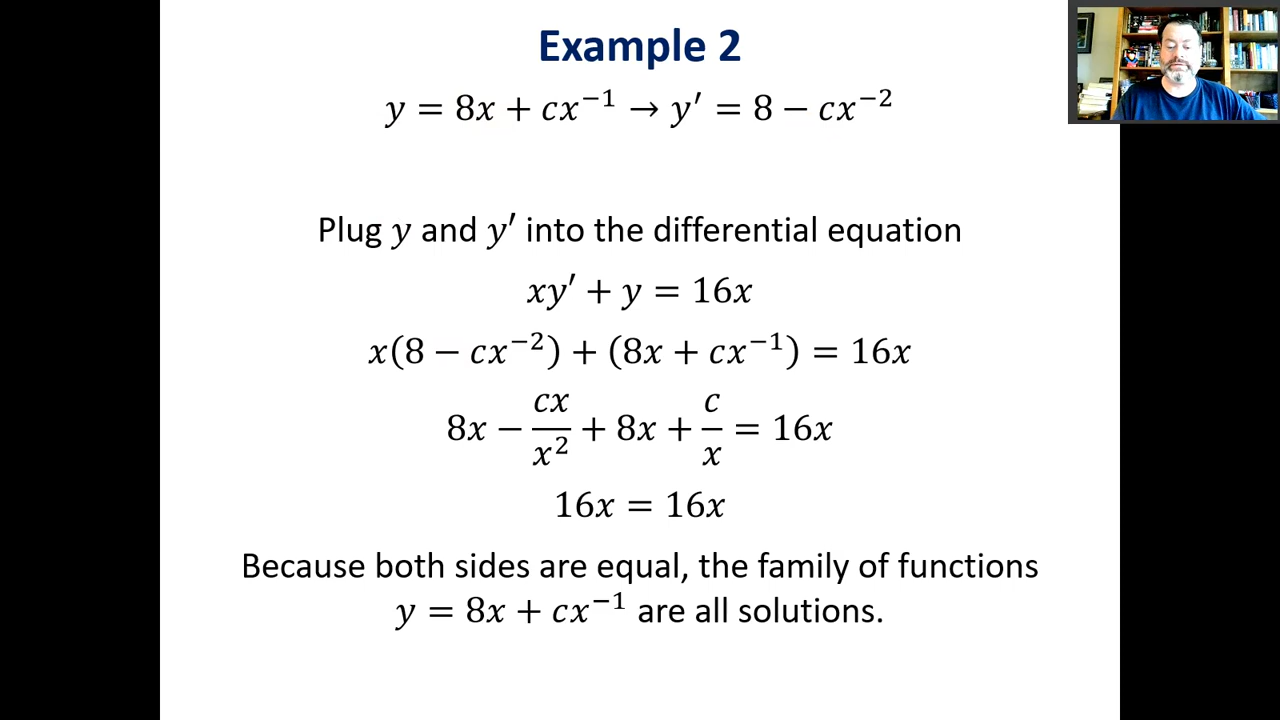 Example 2
y = 8x + cx⁻¹ → y′ = 8 − cx⁻²
Plug y and y′ into the differential equation
xy′ + y = 16x
x(8 − cx⁻²) + (8x + cx⁻¹) = 16x
8x − cx/x² + 8x + c/x = 16x
16x = 16x
Because both sides are equal, the family of functions
y = 8x + cx⁻¹ are all solutions.